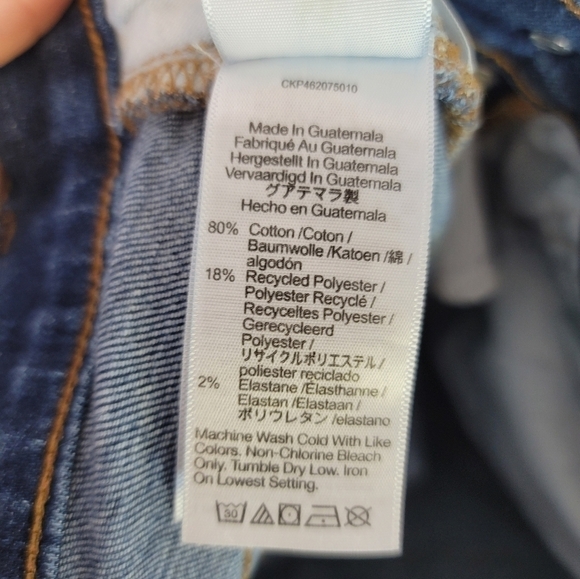 CKP462075010
Made In Guatemala
Fabriqué Au Guatemala
Hergestellt In Guatemala
Vervaardigd In Guatemala
グアテマラ製
Hecho en Guatemala
80% Cotton /Coton /
Baumwolle /Katoen /綿 /
algodón
18% Recycled Polyester /
Polyester Recyclé /
Recyceltes Polyester /
Gerecycleerd
Polyester /
リサイクルポリエステル /
poliester reciclado
2% Elastane /Élasthanne /
Elastan /Elastaan /
ポリウレタン /elastano
Machine Wash Cold With Like
Colors. Non-Chlorine Bleach
Only. Tumble Dry Low. Iron
On Lowest Setting.
30